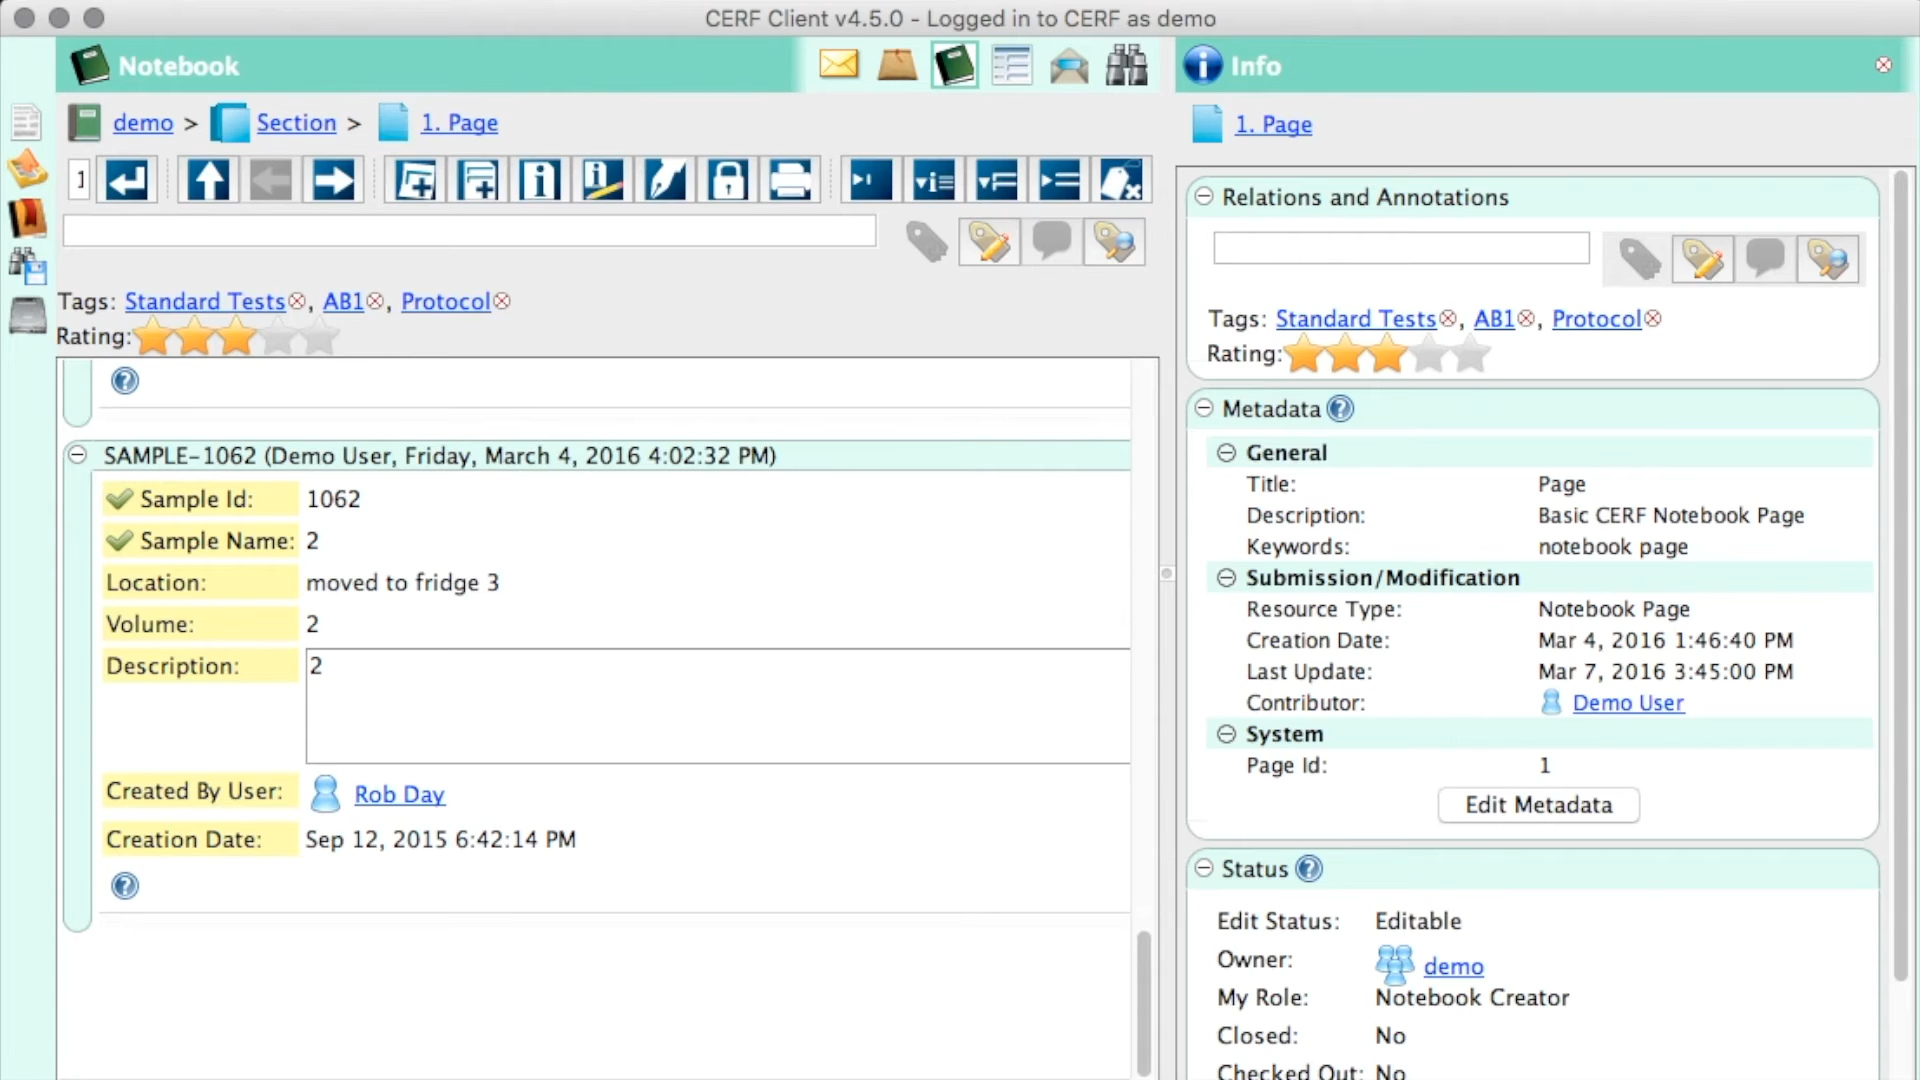 CERF Client v4.5.0 - Logged in to CERF as demo
Notebook
demo > Section > 1. Page
1
Tags: Standard Tests, AB1, Protocol
Rating:
SAMPLE-1062 (Demo User, Friday, March 4, 2016 4:02:32 PM)
Sample Id: 1062
Sample Name: 2
Location: moved to fridge 3
Volume: 2
Description: 2
Created By User: Rob Day
Creation Date: Sep 12, 2015 6:42:14 PM
Info
1. Page
Relations and Annotations
Tags: Standard Tests, AB1, Protocol
Rating:
Metadata
General
Title: Page
Description: Basic CERF Notebook Page
Keywords: notebook page
Submission/Modification
Resource Type: Notebook Page
Creation Date: Mar 4, 2016 1:46:40 PM
Last Update: Mar 7, 2016 3:45:00 PM
Contributor: Demo User
System
Page Id: 1
Edit Metadata
Status
Edit Status: Editable
Owner: demo
My Role: Notebook Creator
Closed: No
Checked Out: No